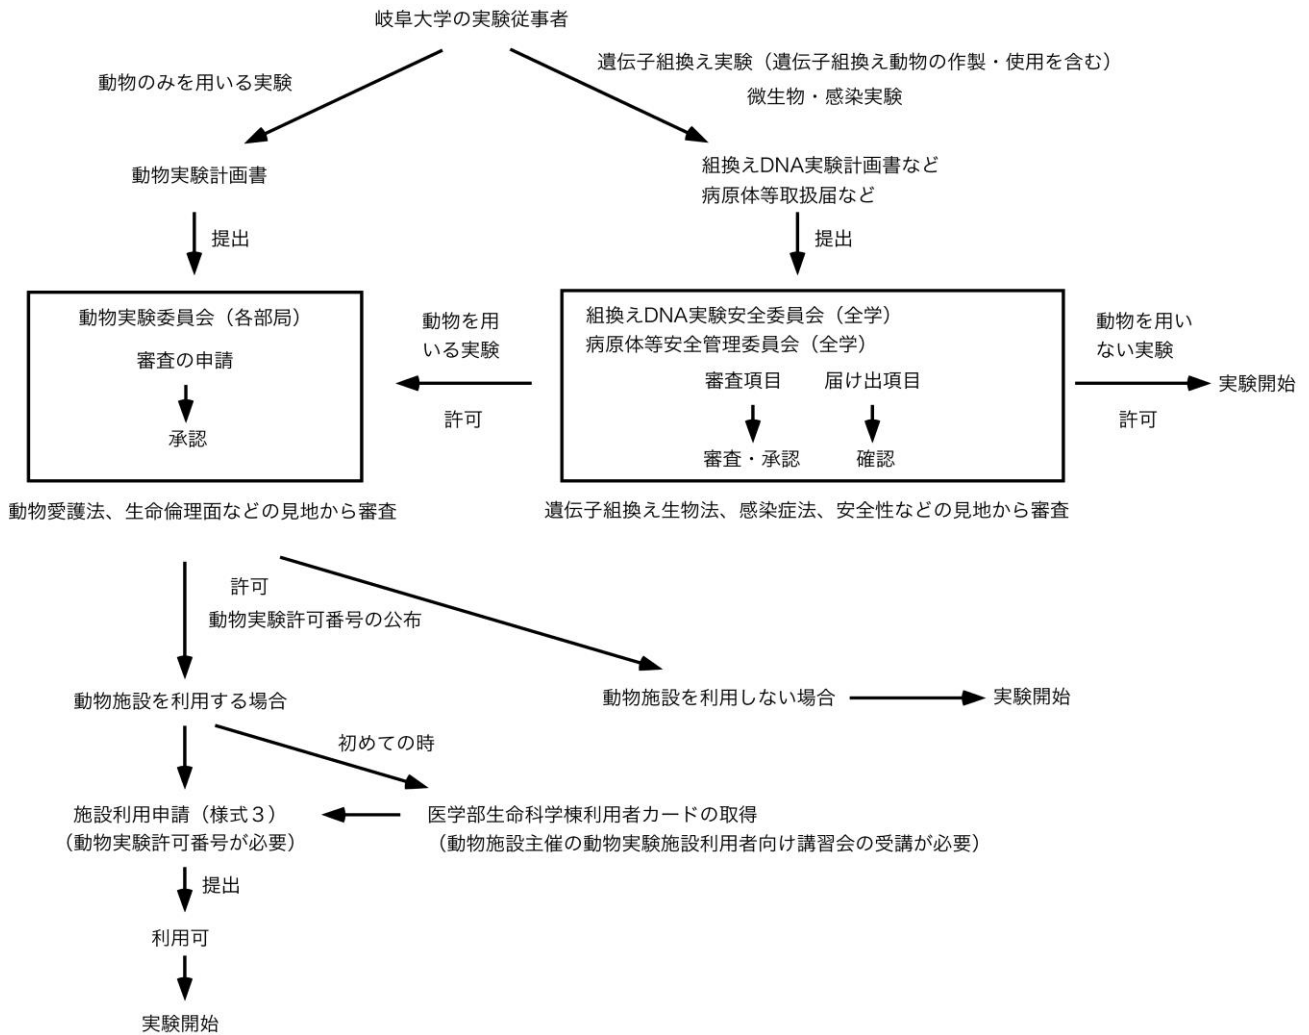 岐阜大学の実験従事者
動物のみを用いる実験
遺伝子組換え実験（遺伝子組換え動物の作製・使用を含む）
微生物・感染実験
動物実験計画書
組換えDNA実験計画書など
病原体等取扱届など
提出
提出
動物実験委員会（各部局）
審査の申請
承認
動物を用
いる実験
許可
組換えDNA実験安全委員会（全学）
病原体等安全管理委員会（全学）
審査項目
届け出項目
審査・承認
確認
動物を用い
ない実験
許可
実験開始
動物愛護法、生命倫理面などの見地から審査
遺伝子組換え生物法、感染症法、安全性などの見地から審査
許可
動物実験許可番号の公布
動物施設を利用する場合
動物施設を利用しない場合
実験開始
初めての時
施設利用申請（様式３）
（動物実験許可番号が必要）
医学部生命科学棟利用者カードの取得
（動物施設主催の動物実験施設利用者向け講習会の受講が必要）
提出
利用可
実験開始